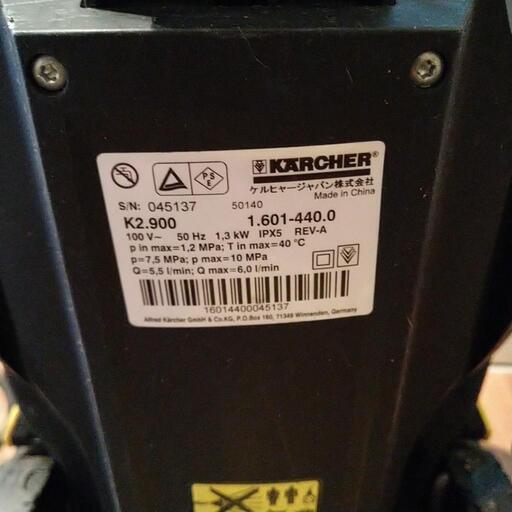 P S E
KÄRCHER®
ケルヒャージャパン株式会社
Made in China
S/N: 045137 50140
K2.900 1.601-440.0
100 V~ 50 Hz 1,3 kW IPX5 REV-A
p in max=1,2 MPa; T in max=40 °C
p=7,5 MPa; p max=10 MPa
Q=5,5 l/min; Q max=6,0 l/min
16014400045137
Alfred Kärcher GmbH & Co.KG, P.O.Box 160, 71349 Winnenden, Germany